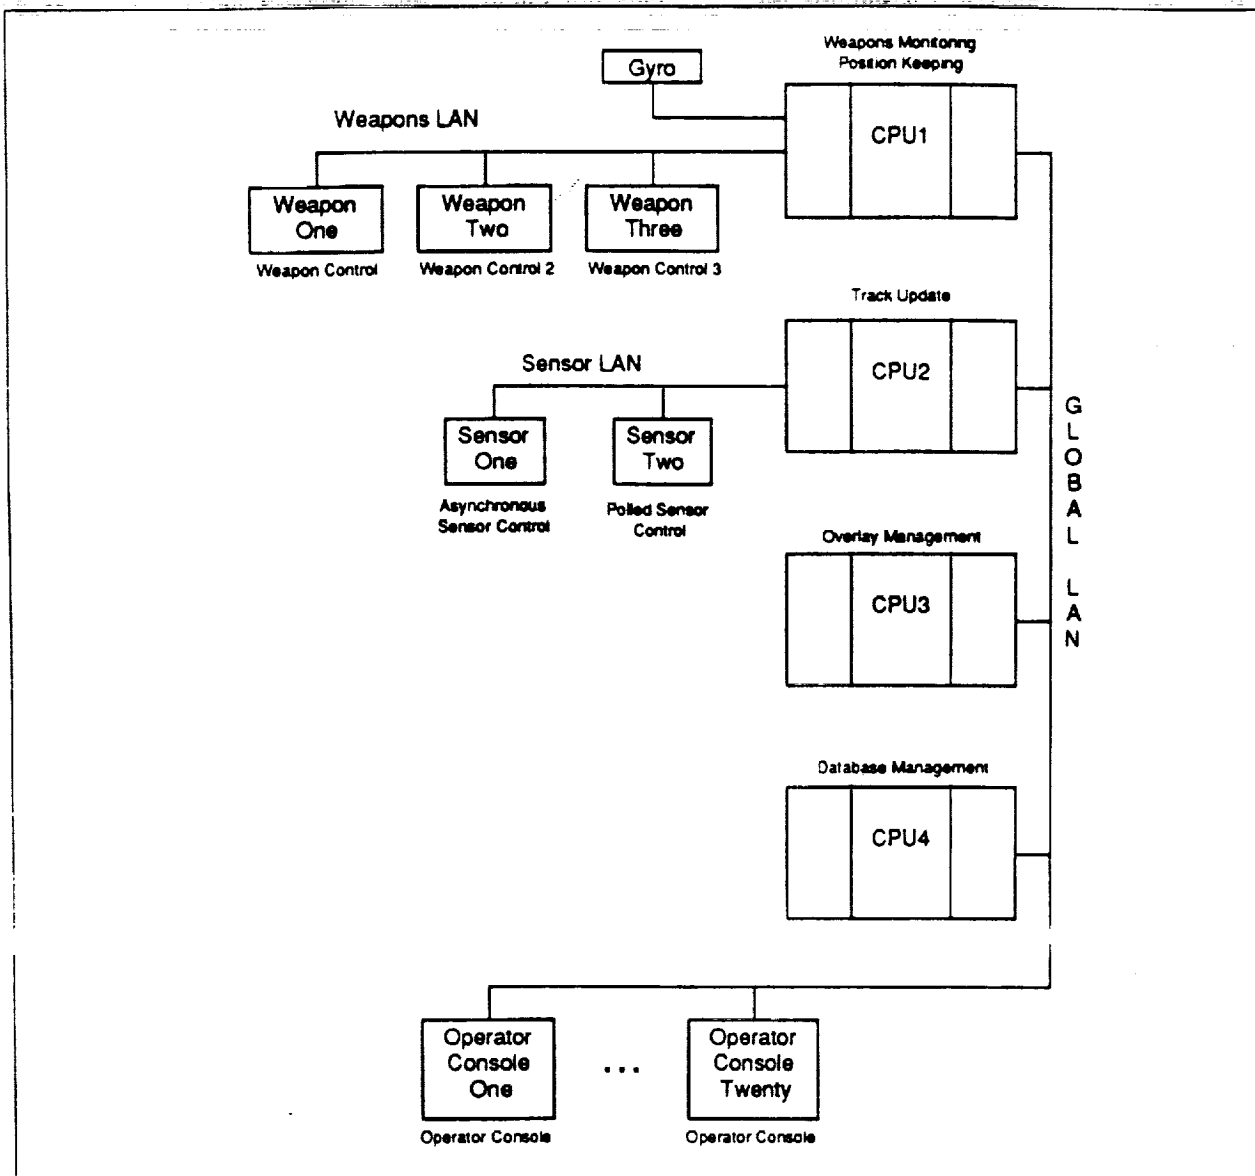 Weapons Monitoring
Position Keeping
Gyro
CPU1
Weapons LAN
Weapon
One
Weapon
Two
Weapon
Three
Weapon Control
Weapon Control 2
Weapon Control 3
Track Update
CPU2
Sensor LAN
Sensor
One
Sensor
Two
Asynchronous
Sensor Control
Polled Sensor
Control
GLOBAL LAN
Overlay Management
CPU3
Database Management
CPU4
Operator
Console
One
...
Operator
Console
Twenty
Operator Console
Operator Console